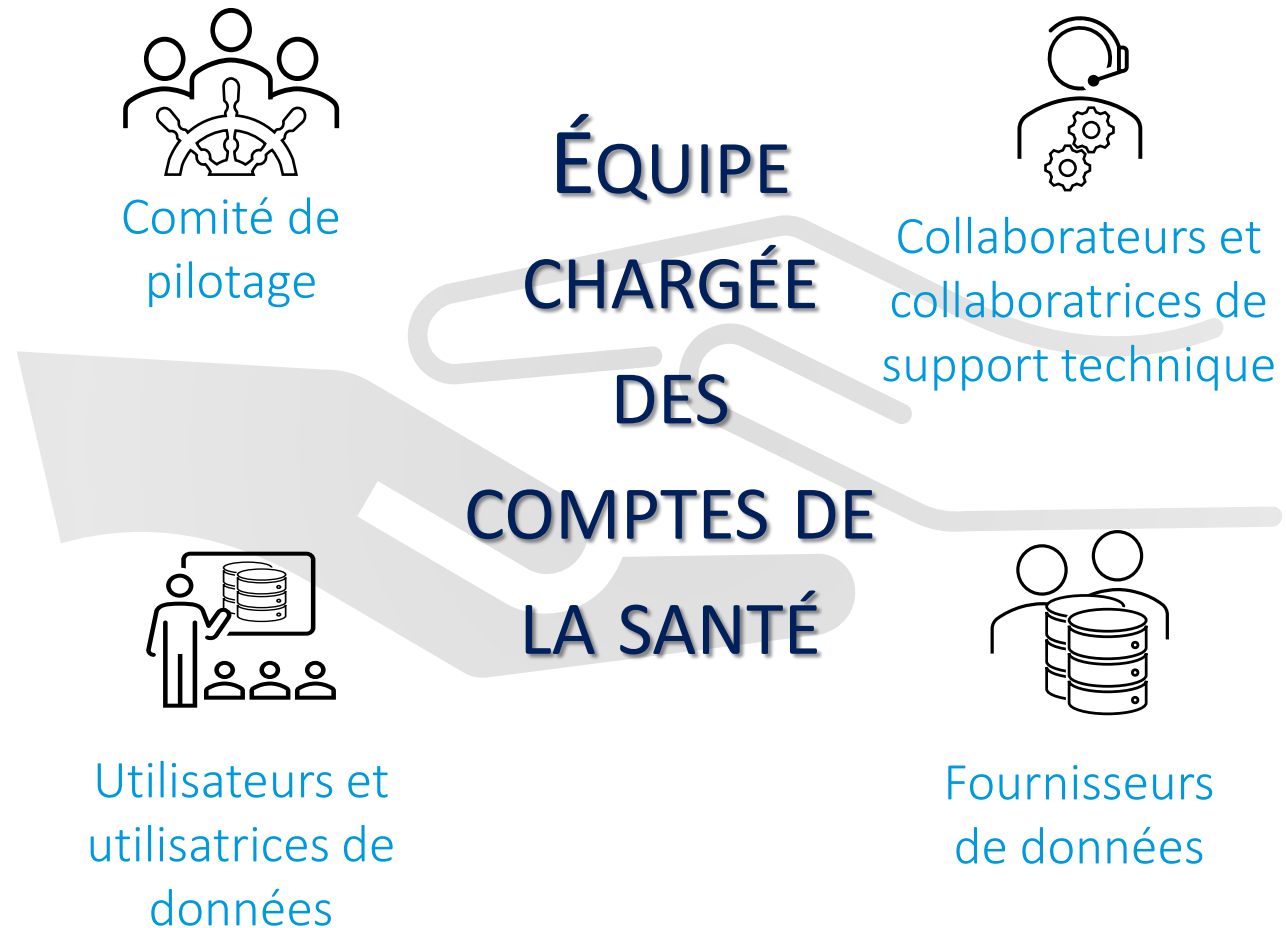 Comité de
pilotage
ÉQUIPE
CHARGÉE
DES
COMPTES DE
LA SANTÉ
Collaborateurs et
collaboratrices de
support technique
Utilisateurs et
utilisatrices de
données
Fournisseurs
de données